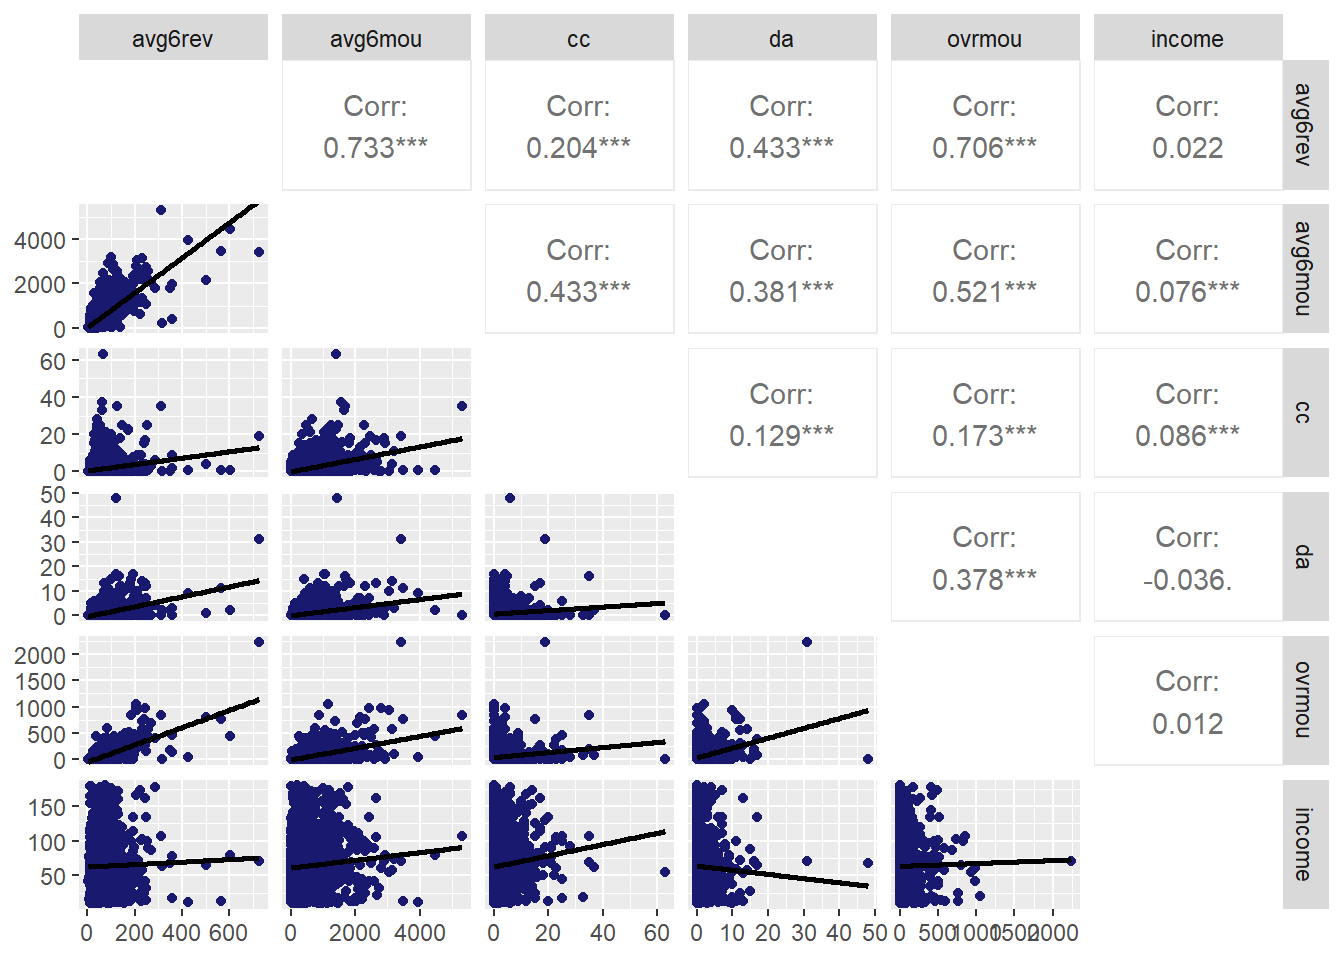 avg6rev avg6mou cc da ovrmou income
Corr: Corr: Corr: Corr: Corr:
0.733*** 0.204*** 0.433*** 0.706*** 0.022
avg6rev
4000
2000
0
Corr: Corr: Corr: Corr:
0.433*** 0.381*** 0.521*** 0.076***
avg6mou
60
40
20
0
Corr: Corr: Corr:
0.129*** 0.173*** 0.086***
cc
50
40
30
20
10
0
Corr: Corr:
0.378*** -0.036.
da
2000
1500
1000
500
0
Corr:
0.012
ovrmou
150
100
50
income
0 200 400 600 0 2000 4000 0 20 40 60 0 10 20 30 40 50 0 500 1000 1500 2000